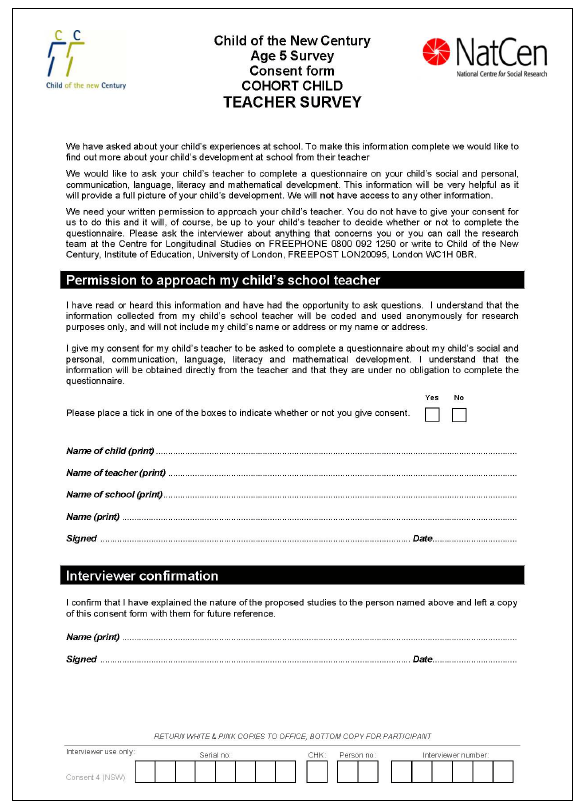 C C
Child of the new Century
Child of the New Century
Age 5 Survey
Consent form
COHORT CHILD
TEACHER SURVEY
NatCen
National Centre for Social Research
We have asked about your child's experiences at school. To make this information complete we would like to
find out more about your child's development at school from their teacher
We would like to ask your child's teacher to complete a questionnaire on your child's social and personal,
communication, language, literacy and mathematical development. This information will be very helpful as it
will provide a full picture of your child's development. We will not have access to any other information.
We need your written permission to approach your child's teacher. You do not have to give your consent for
us to do this and it will, of course, be up to your child's teacher to decide whether or not to complete the
questionnaire. Please ask the interviewer about anything that concerns you or you can call the research
team at the Centre for Longitudinal Studies on FREEPHONE 0800 092 1250 or write to Child of the New
Century, Institute of Education, University of London, FREEPOST LON20095, London WC1H 0BR.
Permission to approach my child's school teacher
I have read or heard this information and have had the opportunity to ask questions. I understand that the
information collected from my child's school teacher will be coded and used anonymously for research
purposes only, and will not include my child's name or address or my name or address.
I give my consent for my child's teacher to be asked to complete a questionnaire about my child's social and
personal, communication, language, literacy and mathematical development. I understand that the
information will be obtained directly from the teacher and that they are under no obligation to complete the
questionnaire.
Yes No
Please place a tick in one of the boxes to indicate whether or not you give consent.
Name of child (print)
Name of teacher (print)
Name of school (print)
Name (print)
Signed Date
Interviewer confirmation
I confirm that I have explained the nature of the proposed studies to the person named above and left a copy
of this consent form with them for future reference.
Name (print)
Signed Date
RETURN WHITE & PINK COPIES TO OFFICE, BOTTOM COPY FOR PARTICIPANT
Interviewer use only: Serial no: CHK: Person no: Interviewer number:
Consent 4 (NSW)